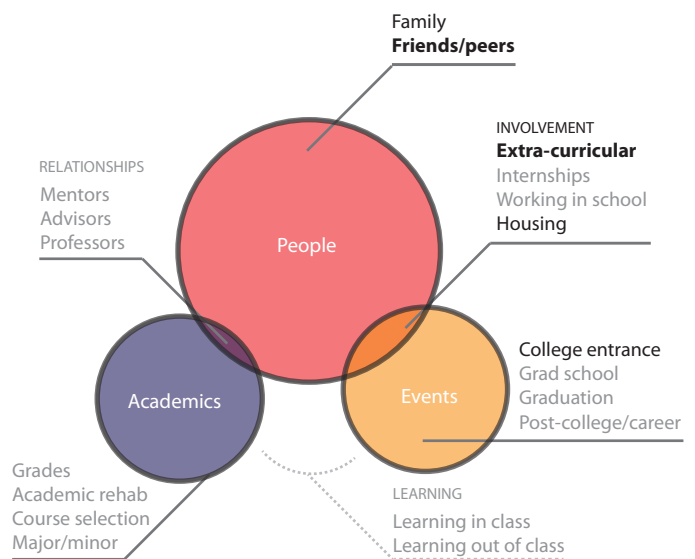 Family
Friends/peers
INVOLVEMENT
Extra-curricular
Internships
Working in school
Housing
RELATIONSHIPS
Mentors
Advisors
Professors
People
College entrance
Grad school
Graduation
Post-college/career
Academics
Events
Grades
Academic rehab
Course selection
Major/minor
LEARNING
Learning in class
Learning out of class